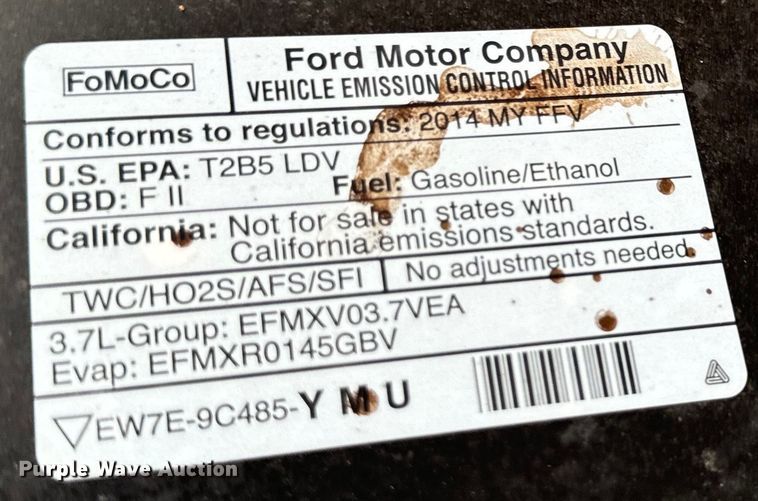 FoMoCo
Ford Motor Company
VEHICLE EMISSION CONTROL INFORMATION
Conforms to regulations: 2014 MY FFV
U.S. EPA: T2B5 LDV
OBD: F II
Fuel: Gasoline/Ethanol
California: Not for sale in states with
California emissions standards.
TWC/HO2S/AFS/SFI
No adjustments needed.
3.7L-Group: EFMXV03.7VEA
Evap: EFMXR0145GBV
EW7E-9C485-Y M U
Purple Wave Auction